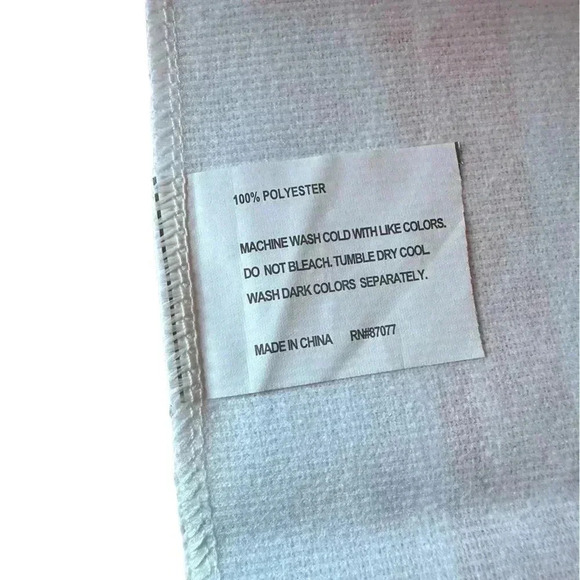 100% POLYESTER
MACHINE WASH COLD WITH LIKE COLORS.
DO NOT BLEACH. TUMBLE DRY COOL
WASH DARK COLORS SEPARATELY.
MADE IN CHINA RN#87077